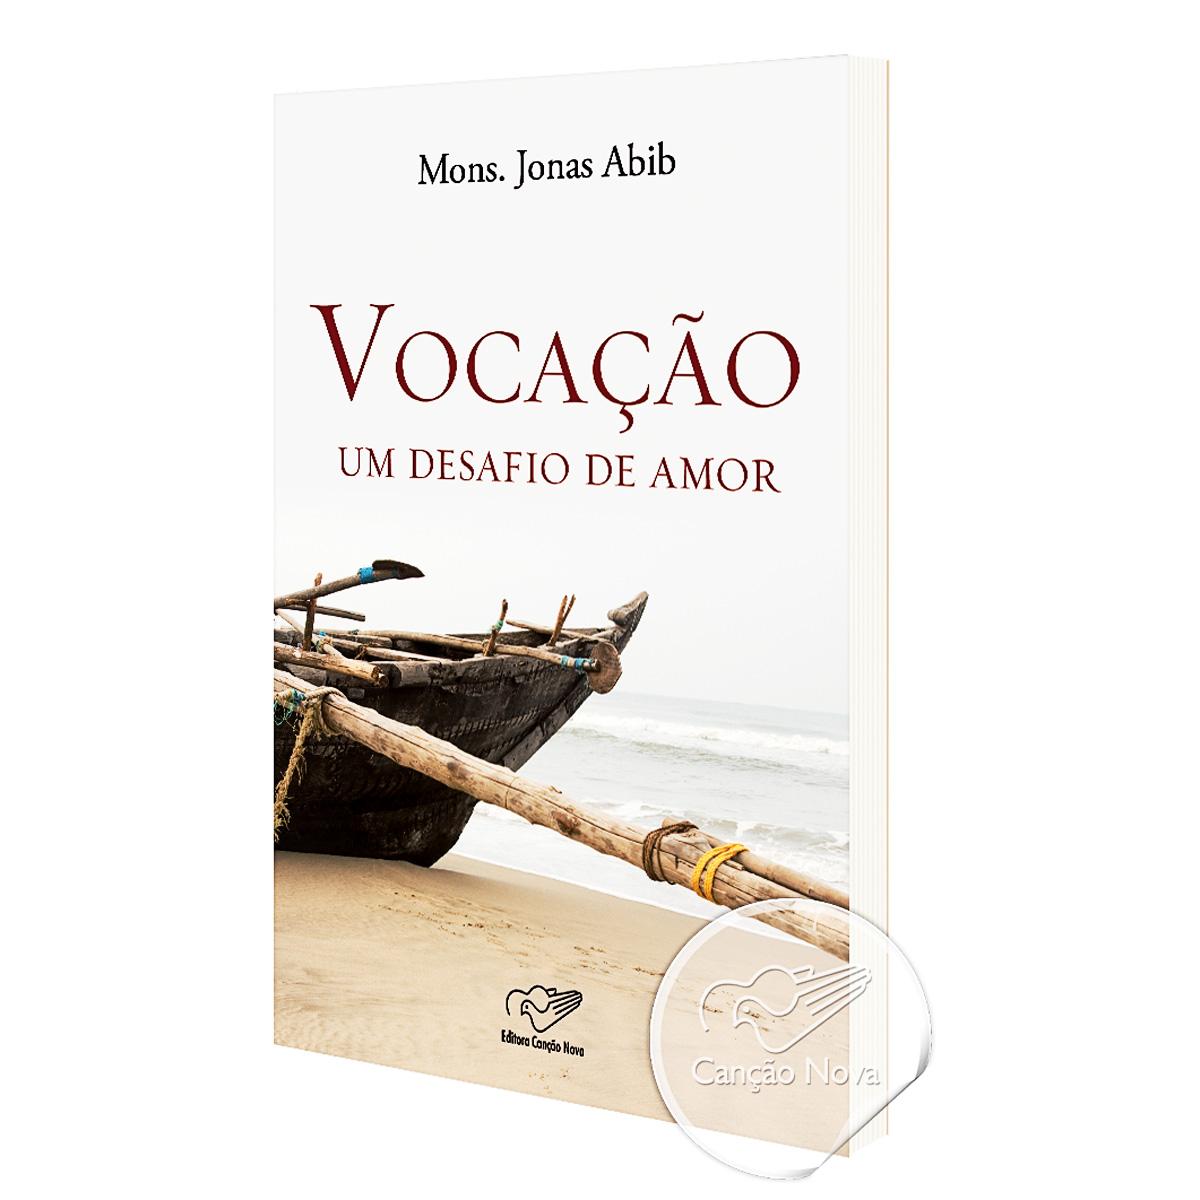 Mons. Jonas Abib
VOCAÇÃO
UM DESAFIO DE AMOR
Editora Canção Nova
Canção Nova